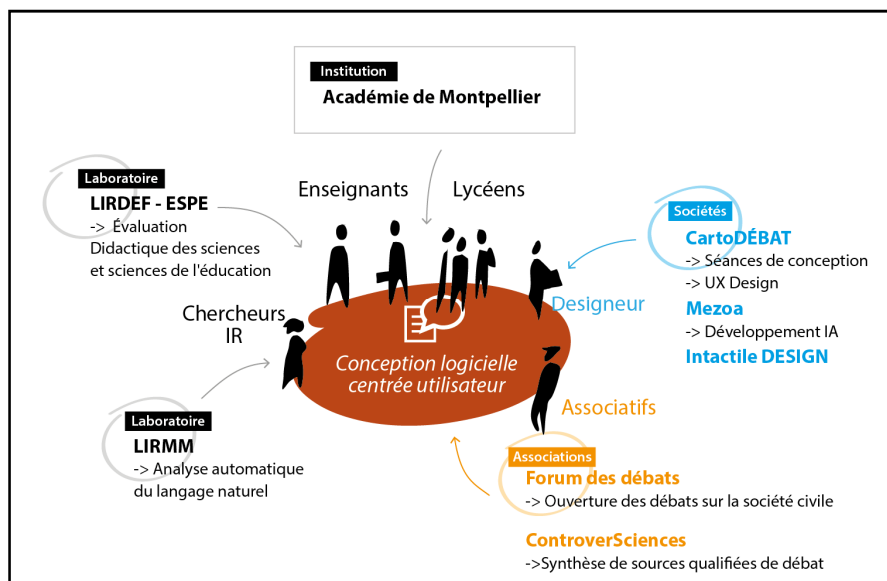 Institution
Académie de Montpellier
Enseignants
Lycéens
Laboratoire
LIRDEF - ESPE
-> Évaluation
Didactique des sciences
et sciences de l'éducation
Sociétés
CartoDÉBAT
-> Séances de conception
-> UX Design
Mezoa
-> Développement IA
Intactile DESIGN
Designeur
Chercheurs
IR
Conception logicielle
centrée utilisateur
Associatifs
Laboratoire
LIRMM
-> Analyse automatique
du langage naturel
Associations
Forum des débats
-> Ouverture des débats sur la société civile
ControverSciences
->Synthèse de sources qualifiées de débat